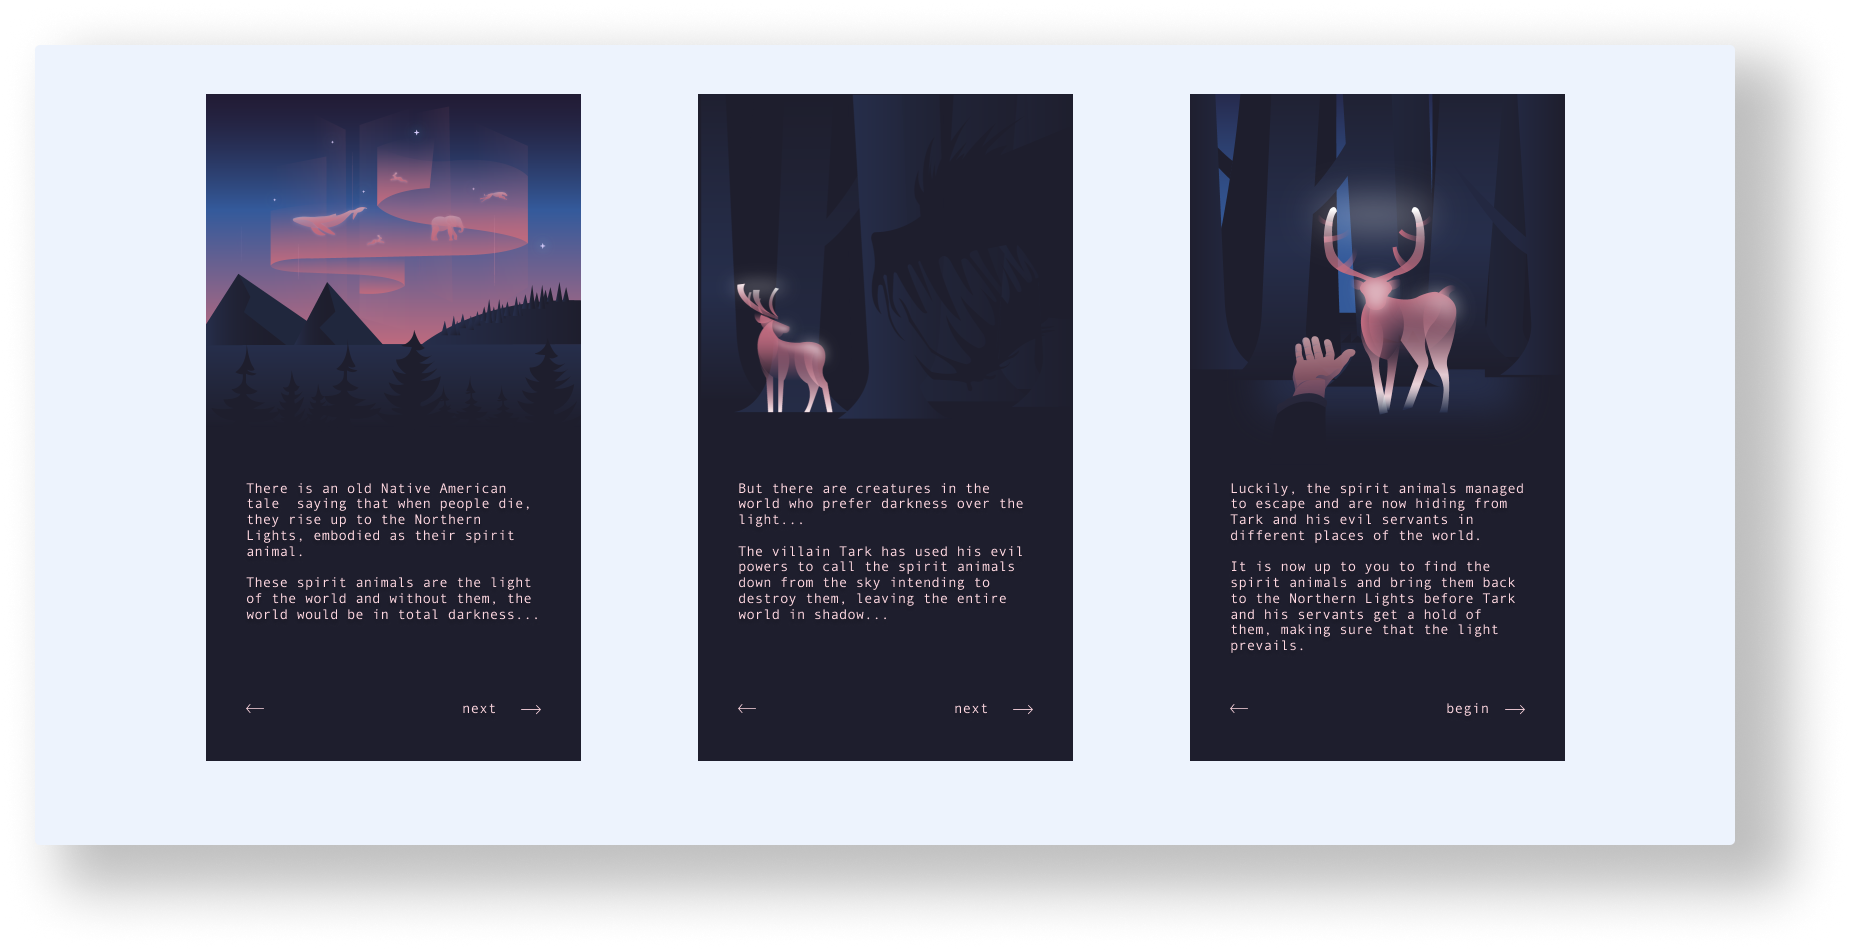 There is an old Native American
tale  saying that when people die,
they rise up to the Northern
Lights, embodied as their spirit
animal.
These spirit animals are the light
of the world and without them, the
world would be in total darkness...
next
But there are creatures in the
world who prefer darkness over the
light...
The villain Tark has used his evil
powers to call the spirit animals
down from the sky intending to
destroy them, leaving the entire
world in shadow...
next
Luckily, the spirit animals managed
to escape and are now hiding from
Tark and his evil servants in
different places of the world.
It is now up to you to find the
spirit animals and bring them back
to the Northern Lights before Tark
and his servants get a hold of
them, making sure that the light
prevails.
begin